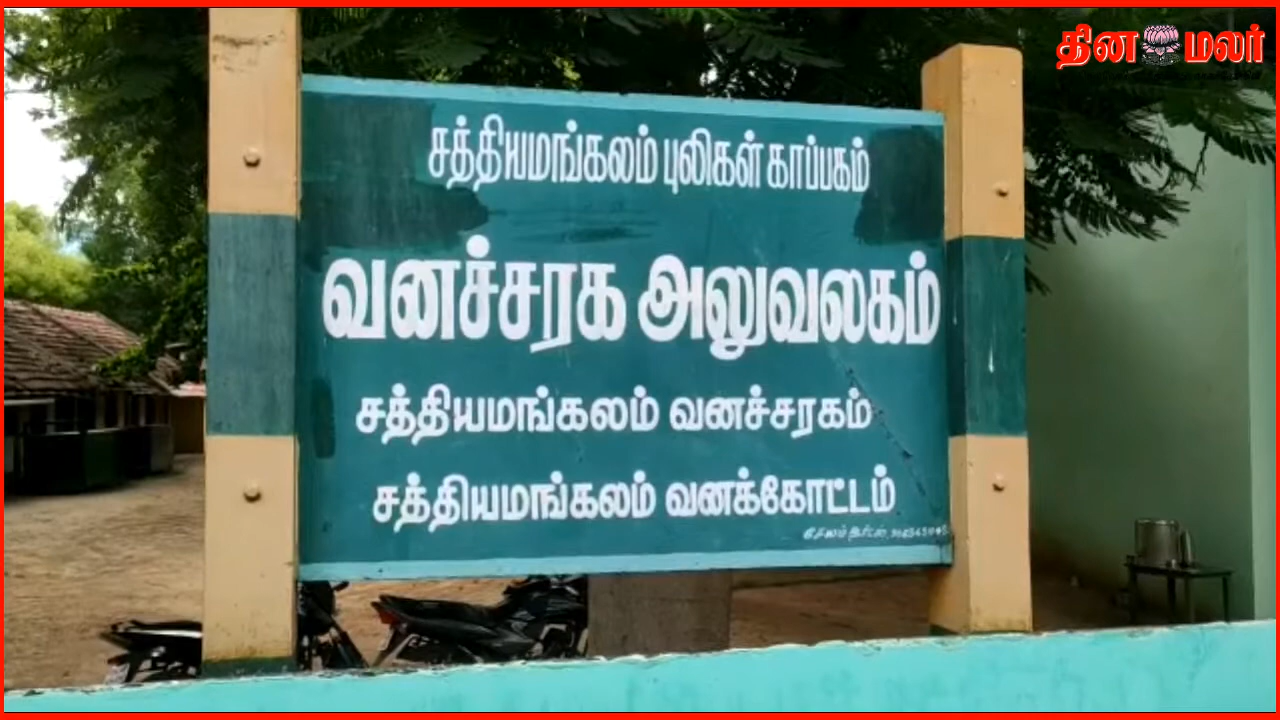 தினமலர்
சத்தியமங்கலம் புலிகள் காப்பகம்
வனச்சரக அலுவலகம்
சத்தியமங்கலம் வனச்சரகம்
சத்தியமங்கலம் வனக்கோட்டம்